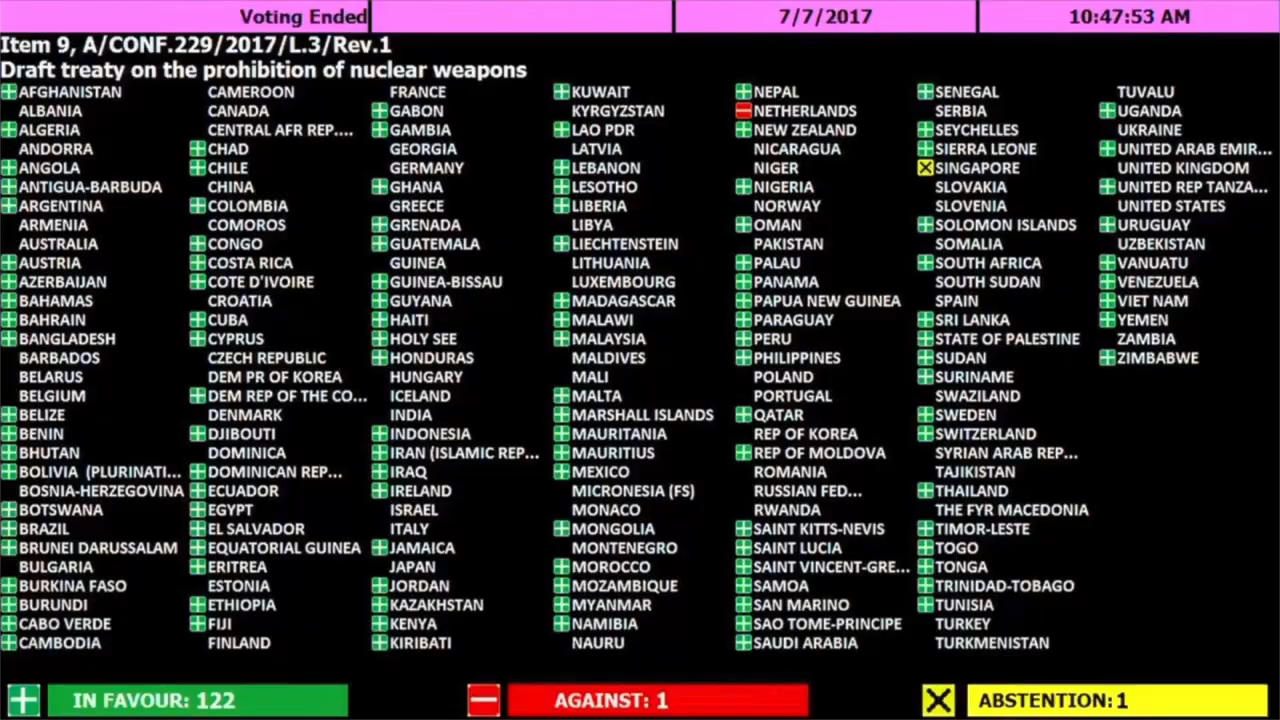 Voting Ended 7/7/2017 10:47:53 AM
Item 9, A/CONF.229/2017/L.3/Rev.1
Draft treaty on the prohibition of nuclear weapons
AFGHANISTAN CAMEROON FRANCE KUWAIT NEPAL SENEGAL TUVALU
ALBANIA CANADA GABON KYRGYZSTAN NETHERLANDS SERBIA UGANDA
ALGERIA CENTRAL AFR REP.... GAMBIA LAO PDR NEW ZEALAND SEYCHELLES UKRAINE
ANDORRA CHAD GEORGIA LATVIA NICARAGUA SIERRA LEONE UNITED ARAB EMIR...
ANGOLA CHILE GERMANY LEBANON NIGER SINGAPORE UNITED KINGDOM
ANTIGUA-BARBUDA CHINA GHANA LESOTHO NIGERIA SLOVAKIA UNITED REP TANZA...
ARGENTINA COLOMBIA GREECE LIBERIA NORWAY SLOVENIA UNITED STATES
ARMENIA COMOROS GRENADA LIBYA OMAN SOLOMON ISLANDS URUGUAY
AUSTRALIA CONGO GUATEMALA LIECHTENSTEIN PAKISTAN SOMALIA UZBEKISTAN
AUSTRIA COSTA RICA GUINEA LITHUANIA PALAU SOUTH AFRICA VANUATU
AZERBAIJAN COTE D'IVOIRE GUINEA-BISSAU LUXEMBOURG PANAMA SOUTH SUDAN VENEZUELA
BAHAMAS CROATIA GUYANA MADAGASCAR PAPUA NEW GUINEA SPAIN VIET NAM
BAHRAIN CUBA HAITI MALAWI PARAGUAY SRI LANKA YEMEN
BANGLADESH CYPRUS HOLY SEE MALAYSIA PERU STATE OF PALESTINE ZAMBIA
BARBADOS CZECH REPUBLIC HONDURAS MALDIVES PHILIPPINES SUDAN ZIMBABWE
BELARUS DEM PR OF KOREA HUNGARY MALI POLAND SURINAME
BELGIUM DEM REP OF THE CO... ICELAND MALTA PORTUGAL SWAZILAND
BELIZE DENMARK INDIA MARSHALL ISLANDS QATAR SWEDEN
BENIN DJIBOUTI INDONESIA MAURITANIA REP OF KOREA SWITZERLAND
BHUTAN DOMINICA IRAN (ISLAMIC REP... MAURITIUS REP OF MOLDOVA SYRIAN ARAB REP...
BOLIVIA (PLURINATI... DOMINICAN REP... IRAQ MEXICO ROMANIA TAJIKISTAN
BOSNIA-HERZEGOVINA ECUADOR IRELAND MICRONESIA (FS) RUSSIAN FED... THAILAND
BOTSWANA EGYPT ISRAEL MONACO RWANDA THE FYR MACEDONIA
BRAZIL EL SALVADOR ITALY MONGOLIA SAINT KITTS-NEVIS TIMOR-LESTE
BRUNEI DARUSSALAM EQUATORIAL GUINEA JAMAICA MONTENEGRO SAINT LUCIA TOGO
BULGARIA ERITREA JAPAN MOROCCO SAINT VINCENT-GRE... TONGA
BURKINA FASO ESTONIA JORDAN MOZAMBIQUE SAMOA TRINIDAD-TOBAGO
BURUNDI ETHIOPIA KAZAKHSTAN MYANMAR SAN MARINO TUNISIA
CABO VERDE FIJI KENYA NAMIBIA SAO TOME-PRINCIPE TURKEY
CAMBODIA FINLAND KIRIBATI NAURU SAUDI ARABIA TURKMENISTAN
IN FAVOUR: 122 AGAINST: 1 ABSTENTION: 1